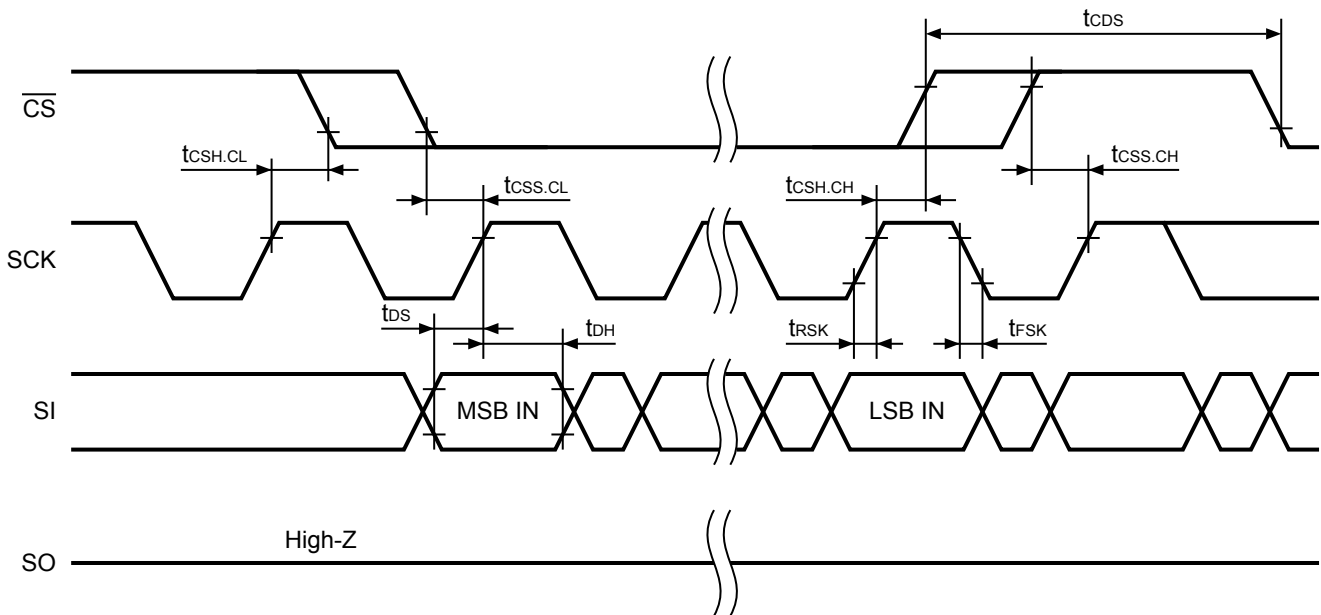 tCDS
CS
tCSH.CL
tCSS.CL
tCSH.CH
tCSS.CH
SCK
tDS
tDH
tRSK
tFSK
SI
MSB IN
LSB IN
High-Z
SO